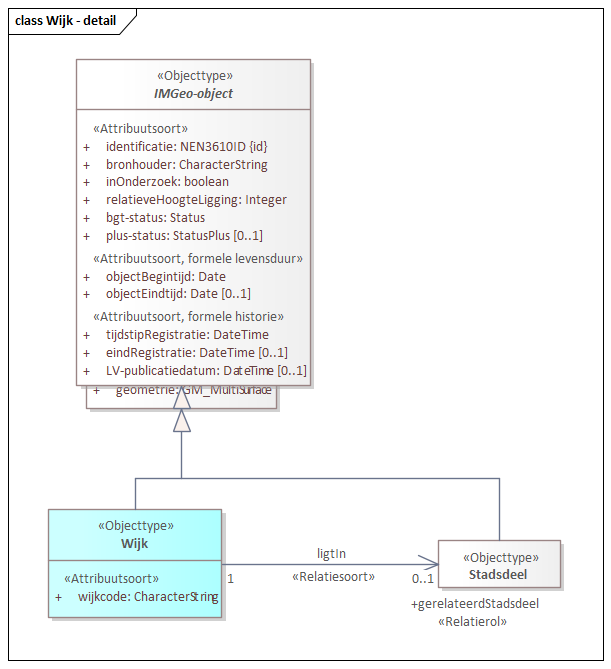 class Wijk - detail
«Objecttype»
IMGeo-object
«Attribuutsoort»
+ identificatie: NEN3610ID {id}
+ bronhouder: CharacterString
+ inOnderzoek: boolean
+ relatieveHoogteLigging: Integer
+ bgt-status: Status
+ plus-status: StatusPlus [0..1]
«Attribuutsoort, formele levensduur»
+ objectBegintijd: Date
+ objectEindtijd: Date [0..1]
«Attribuutsoort, formele historie»
+ tijdstipRegistratie: DateTime
+ eindRegistratie: DateTime [0..1]
+ LV-publicatiedatum: DateTime [0..1]
+ geometrie: GM_MultiSurface
«Objecttype»
Wijk
«Attribuutsoort»
+ wijkcode: CharacterString
ligtIn
1 «Relatiesoort» 0..1
«Objecttype»
Stadsdeel
+gerelateerdStadsdeel
«Relatierol»